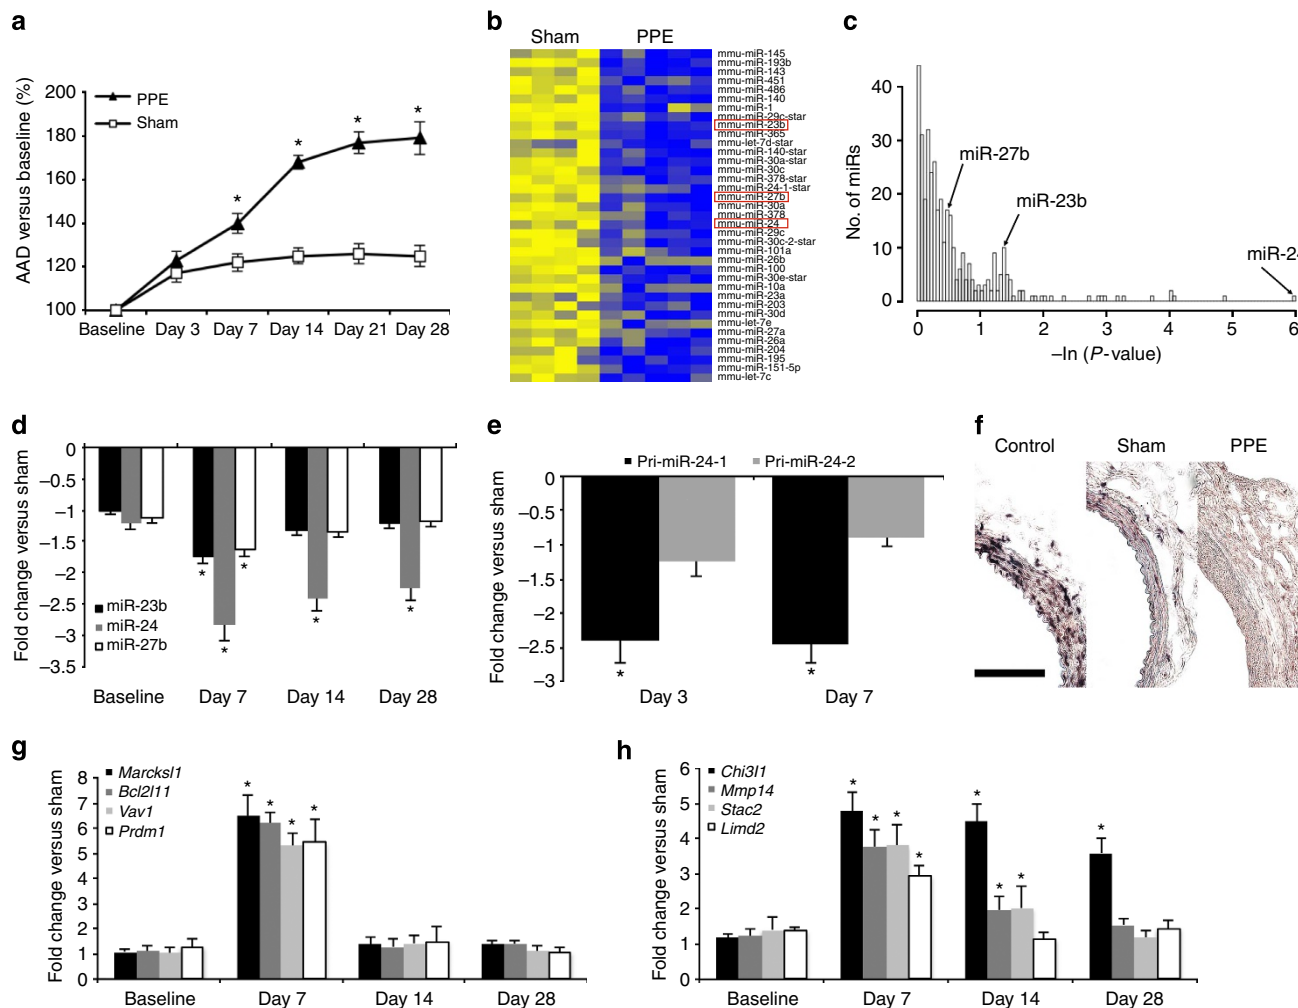 a
AAD versus baseline (%)
200
180
160
140
120
100
PPE
Sham
*
*
*
*
Baseline
Day 3
Day 7
Day 14
Day 21
Day 28
b
Sham
PPE
mmu-miR-145
mmu-miR-193b
mmu-miR-143
mmu-miR-451
mmu-miR-486
mmu-miR-140
mmu-miR-1
mmu-miR-29c-star
mmu-miR-23b
mmu-miR-365
mmu-let-7d-star
mmu-miR-140-star
mmu-miR-30a-star
mmu-miR-30c
mmu-miR-378-star
mmu-miR-24-1-star
mmu-miR-27b
mmu-miR-30a
mmu-miR-378
mmu-miR-24
mmu-miR-29c
mmu-miR-30c-2-star
mmu-miR-101a
mmu-miR-26b
mmu-miR-100
mmu-miR-30e-star
mmu-miR-10a
mmu-miR-23a
mmu-miR-203
mmu-miR-30d
mmu-let-7e
mmu-miR-27a
mmu-miR-26a
mmu-miR-204
mmu-miR-195
mmu-miR-151-5p
mmu-let-7c
c
No. of miRs
40
30
20
10
0
miR-27b
miR-23b
miR-2
0 1 2 3 4 5 6
–ln (P-value)
d
Fold change versus sham
0
–0.5
–1
–1.5
–2
–2.5
–3
–3.5
miR-23b
miR-24
miR-27b
*
*
*
*
*
Baseline
Day 7
Day 14
Day 28
e
Fold change versus sham
Pri-miR-24-1
Pri-miR-24-2
0
–0.5
–1
–1.5
–2
–2.5
–3
*
*
Day 3
Day 7
f
Control
Sham
PPE
g
Fold change versus sham
8
7
6
5
4
3
2
1
0
Marcksl1
Bcl2l11
Vav1
Prdm1
*
*
*
*
Baseline
Day 7
Day 14
Day 28
h
Fold change versus sham
6
5
4
3
2
1
0
Chi3l1
Mmp14
Stac2
Limd2
*
*
*
*
*
*
*
*
Baseline
Day 7
Day 14
Day 28